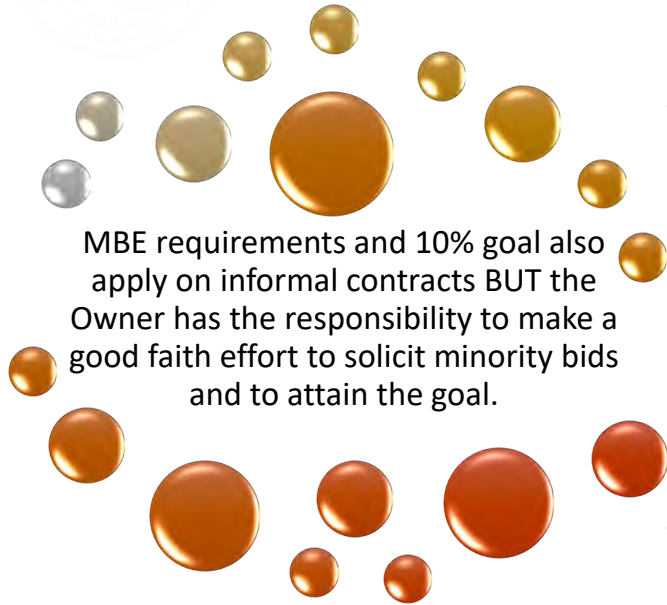 MBE requirements and 10% goal also
apply on informal contracts BUT the
Owner has the responsibility to make a
good faith effort to solicit minority bids
and to attain the goal.